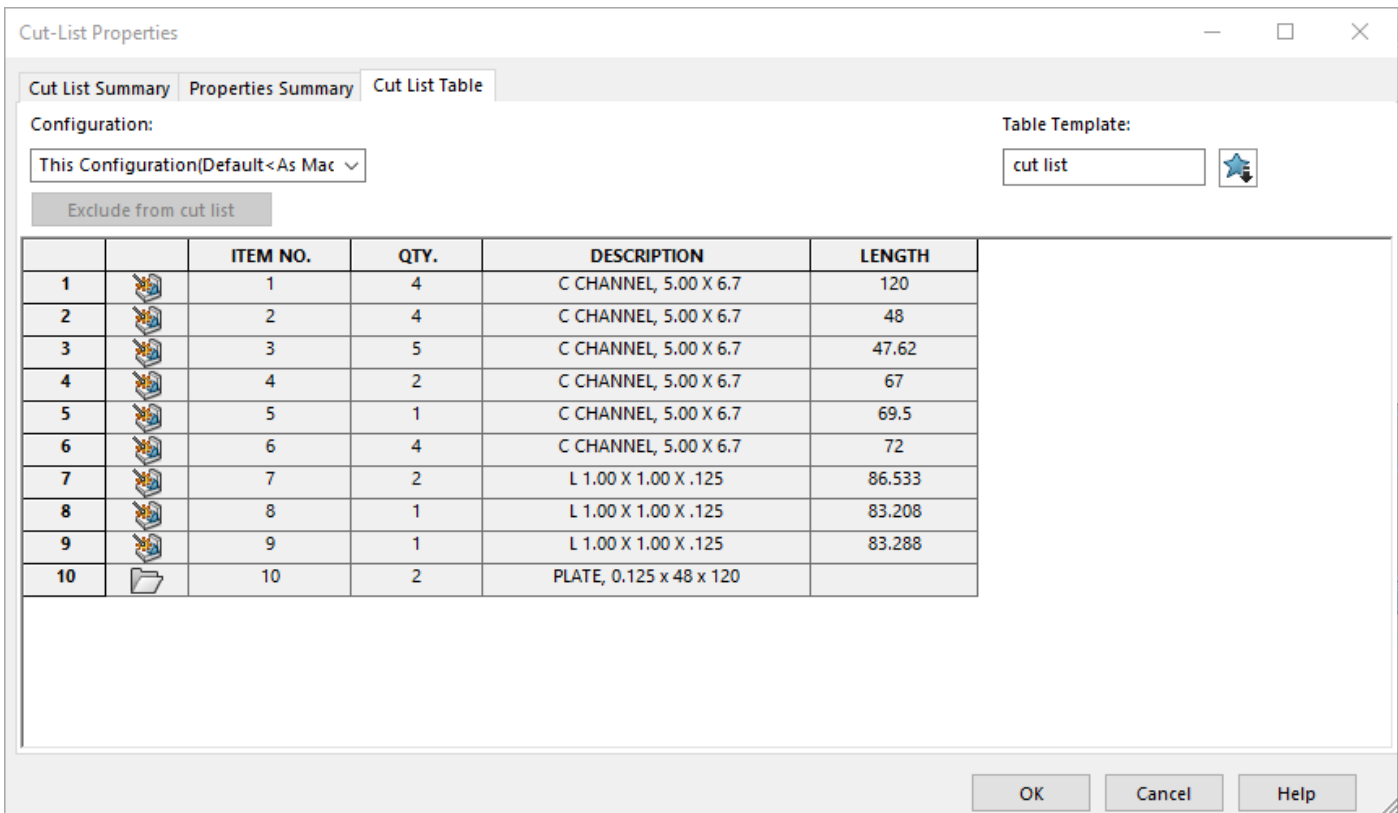 Cut-List Properties
Cut List Summary Properties Summary Cut List Table
Configuration: Table Template:
This Configuration(Default<As Mac cut list
Exclude from cut list
ITEM NO. QTY. DESCRIPTION LENGTH
1 1 4 C CHANNEL, 5.00 X 6.7 120
2 2 4 C CHANNEL, 5.00 X 6.7 48
3 3 5 C CHANNEL, 5.00 X 6.7 47.62
4 4 2 C CHANNEL, 5.00 X 6.7 67
5 5 1 C CHANNEL, 5.00 X 6.7 69.5
6 6 4 C CHANNEL, 5.00 X 6.7 72
7 7 2 L 1.00 X 1.00 X .125 86.533
8 8 1 L 1.00 X 1.00 X .125 83.208
9 9 1 L 1.00 X 1.00 X .125 83.288
10 10 2 PLATE, 0.125 x 48 x 120
OK Cancel Help